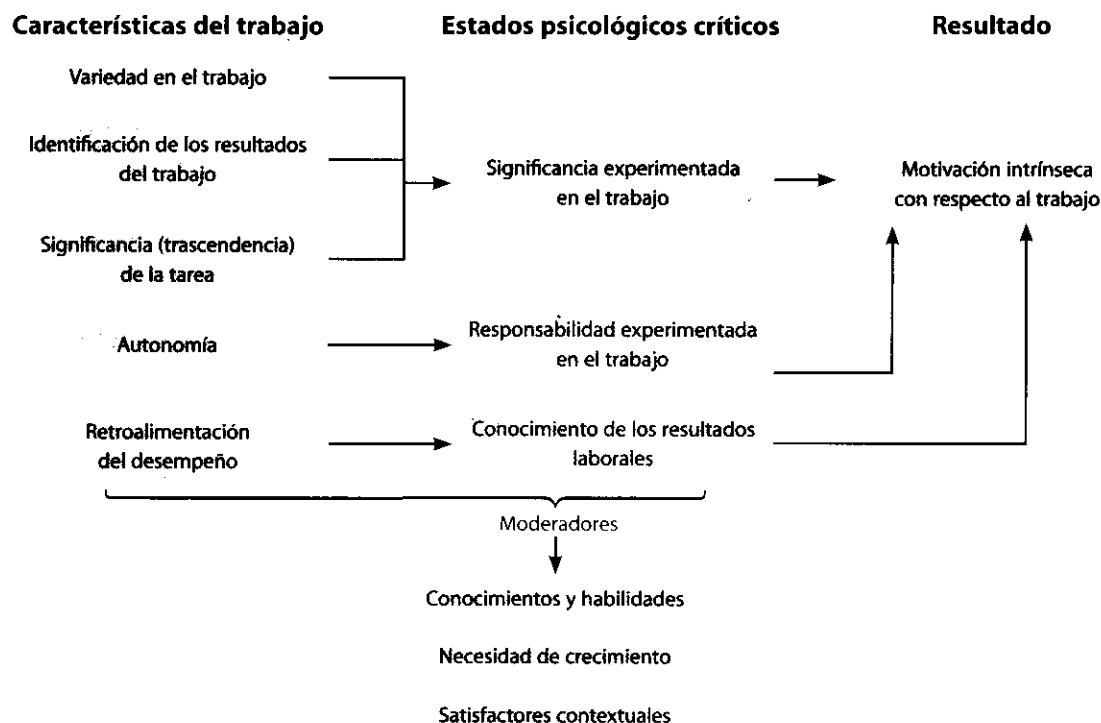 Características del trabajo
Estados psicológicos críticos
Resultado
Variedad en el trabajo
Identificación de los resultados
del trabajo
Significancia (trascendencia)
de la tarea
Significancia experimentada
en el trabajo
Motivación intrínseca
con respecto al trabajo
Autonomía
Responsabilidad experimentada
en el trabajo
Retroalimentación
del desempeño
Conocimiento de los resultados
laborales
Moderadores
Conocimientos y habilidades
Necesidad de crecimiento
Satisfactores contextuales